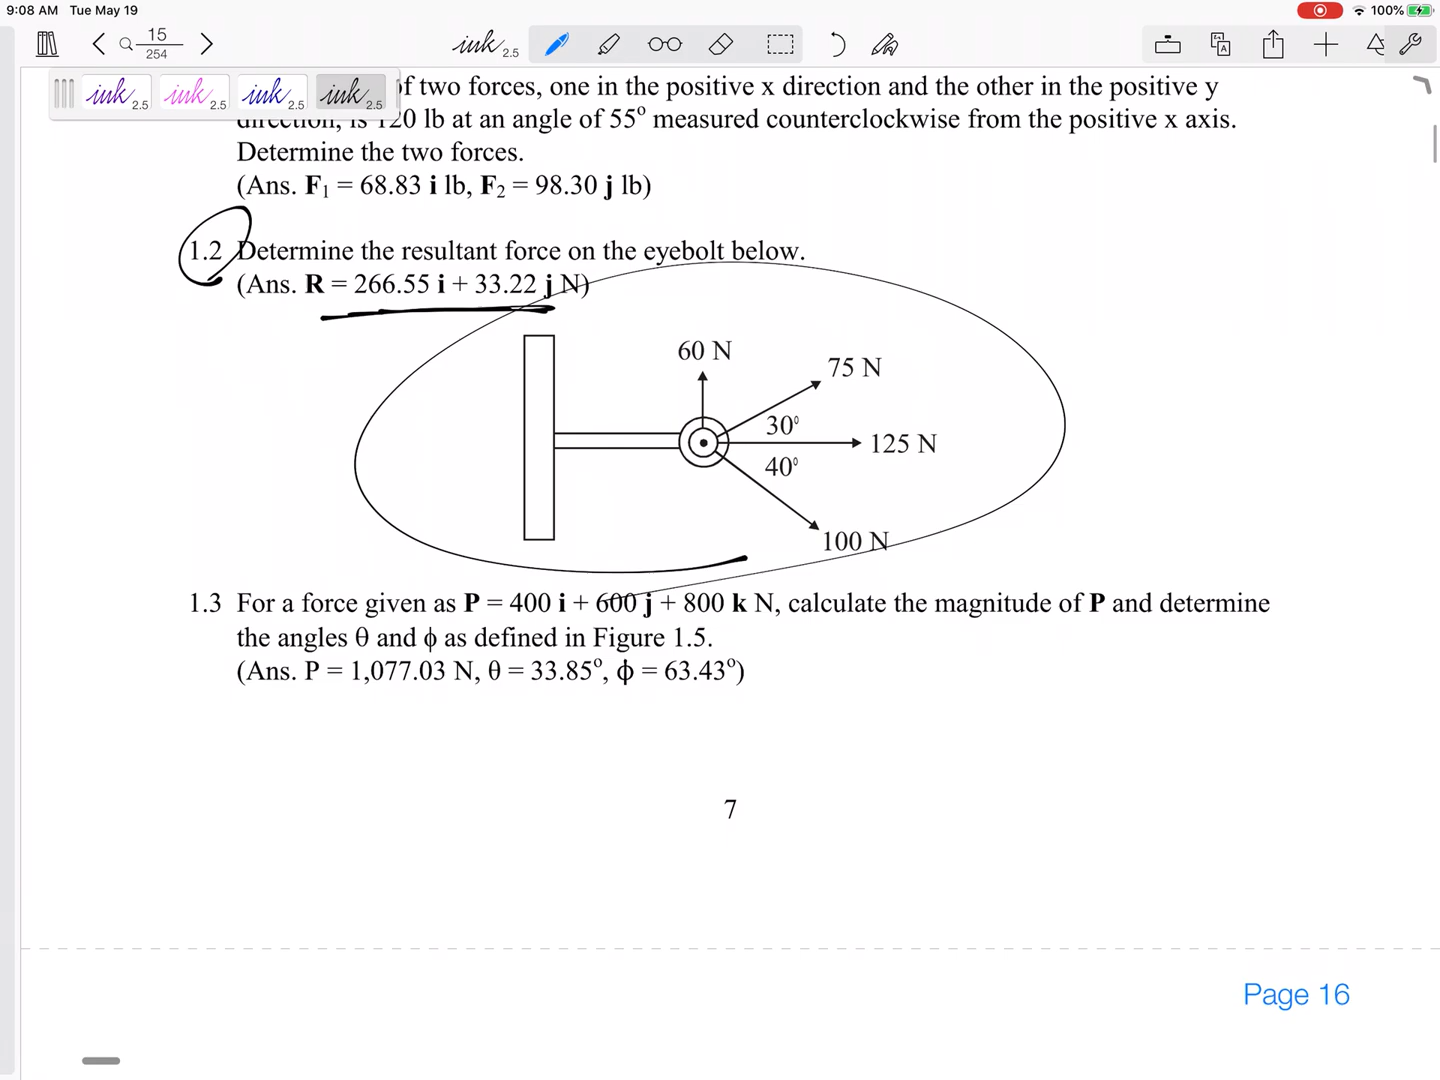 9:08 AM Tue May 19
100%
15
254
ink 2.5
ink 2.5 ink 2.5 ink 2.5 ink 2.5
of two forces, one in the positive x direction and the other in the positive y
direction, is 120 lb at an angle of 55° measured counterclockwise from the positive x axis.
Determine the two forces.
(Ans. F₁ = 68.83 i lb, F₂ = 98.30 j lb)
1.2 Determine the resultant force on the eyebolt below.
(Ans. R = 266.55 i + 33.22 j N)
60 N
75 N
30°
125 N
40°
100 N
1.3 For a force given as P = 400 i + 600 j + 800 k N, calculate the magnitude of P and determine
the angles θ and ϕ as defined in Figure 1.5.
(Ans. P = 1,077.03 N, θ = 33.85°, ϕ = 63.43°)
7
Page 16